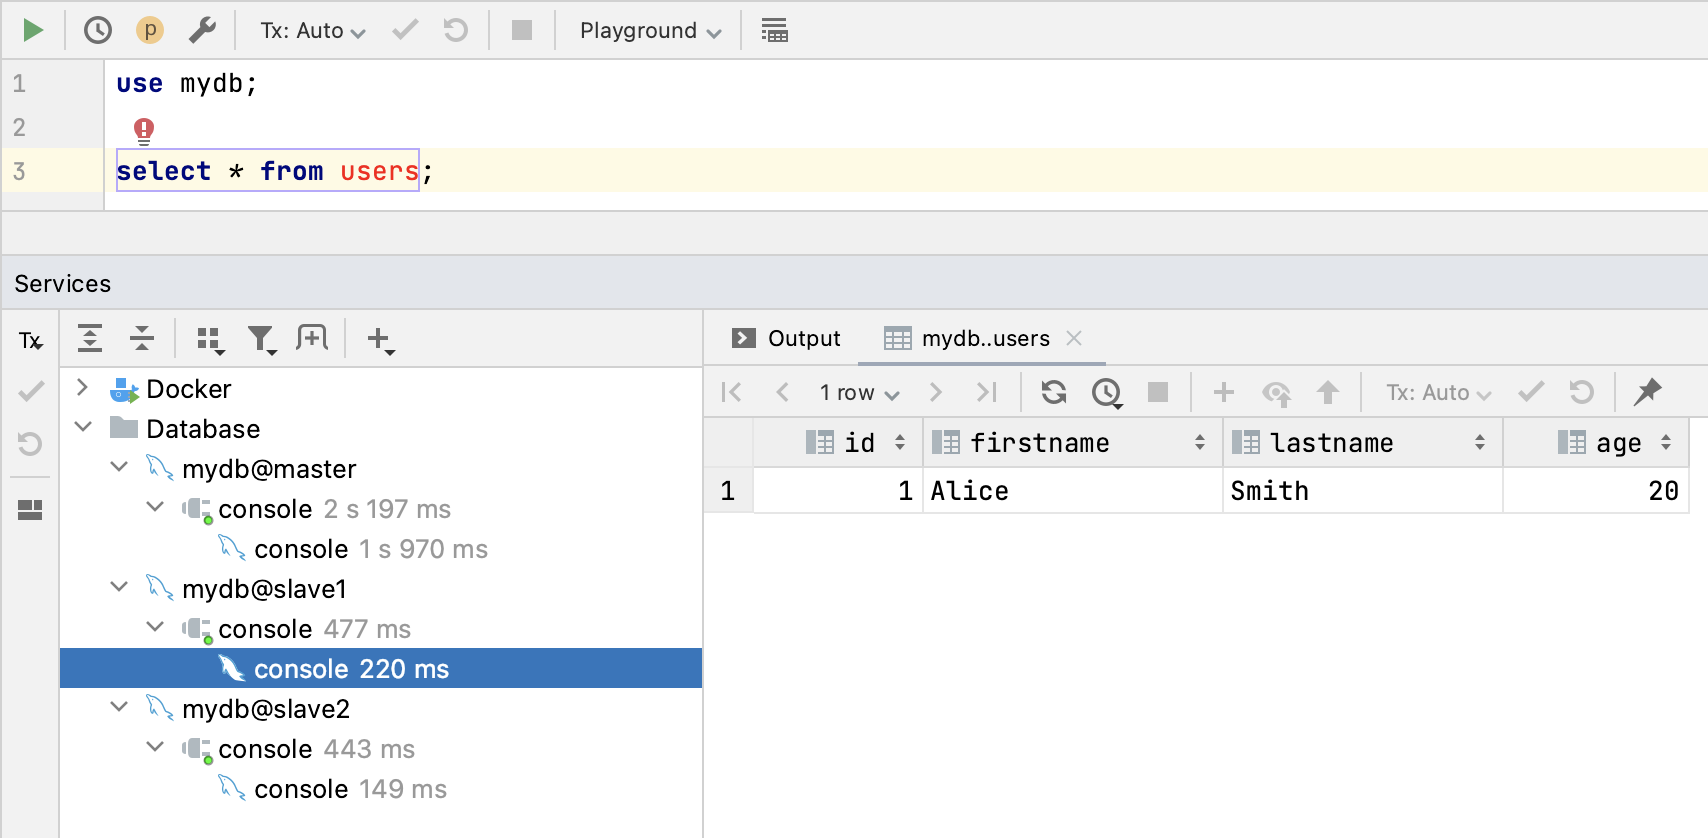 p Tx: Auto Playground
1 use mydb;
2
3 select * from users;
Services
Tx
Docker
Database
mydb@master
console 2 s 197 ms
console 1 s 970 ms
mydb@slave1
console 477 ms
console 220 ms
mydb@slave2
console 443 ms
console 149 ms
Output mydb..users
1 row Tx: Auto
id firstname lastname age
1 1 Alice Smith 20